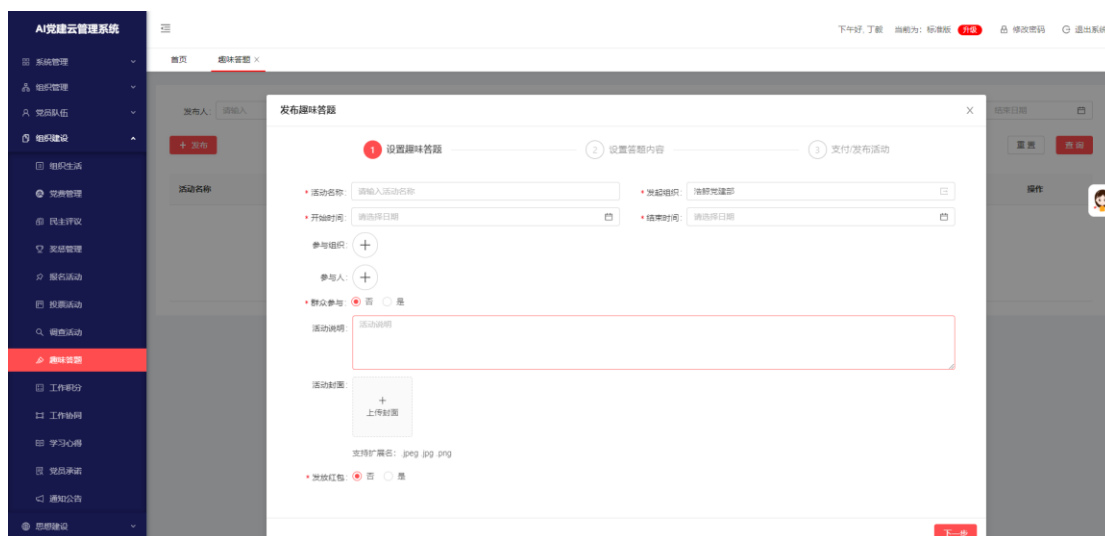 AI党建云管理系统
下午好,丁毅 当前为：标准版 升级 修改密码 退出系统
系统管理
首页 趣味答题 ×
组织管理
党员队伍
发布人： 请输入
发布趣味答题
结束日期
组织建设
+ 发布
1 设置趣味答题
2 设置答题内容
3 支付/发布活动
重置 查询
组织生活
党费管理
活动名称
* 活动名称： 请输入活动名称
* 发起组织： 党建部
操作
民主评议
* 开始时间： 请选择日期
* 结束时间： 请选择日期
奖惩管理
参与组织：
报名活动
参与人：
投票活动
* 群众参与： 否 是
调查活动
活动说明： 活动说明
趣味答题
工作积分
活动封面：
+
上传封面
工作协同
学习心得
支持扩展名： .jpeg .jpg .png
党员承诺
* 发放红包： 否 是
通知公告
思想建设
下一步